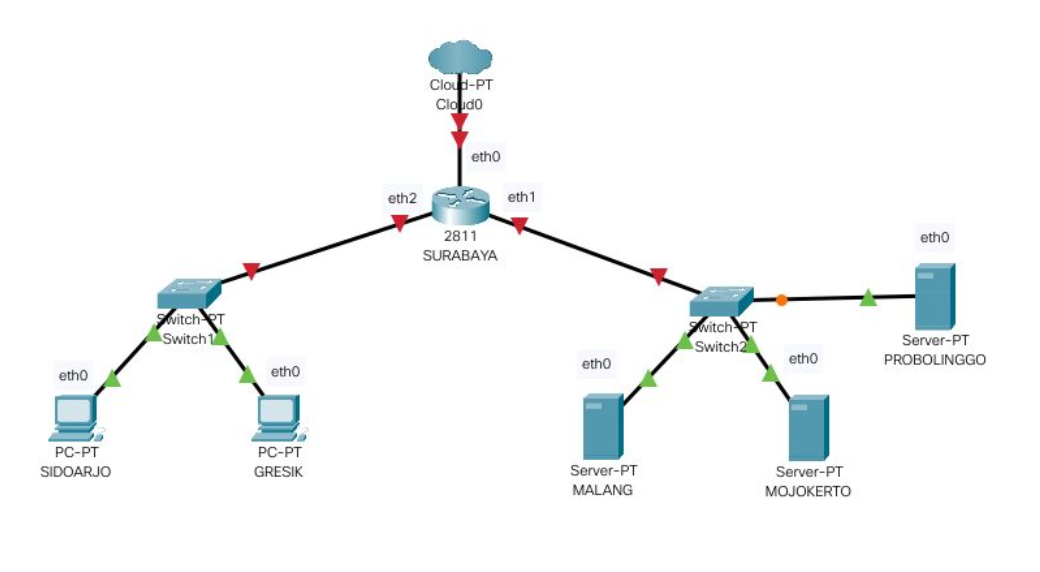 Cloud-PT
Cloud0
eth0
eth2
eth1
2811
SURABAYA
eth0
Switch-PT
Switch1
Switch-PT
Switch2
Server-PT
PROBOLINGGO
eth0
eth0
eth0
eth0
PC-PT
SIDOARJO
PC-PT
GRESIK
Server-PT
MALANG
Server-PT
MOJOKERTO